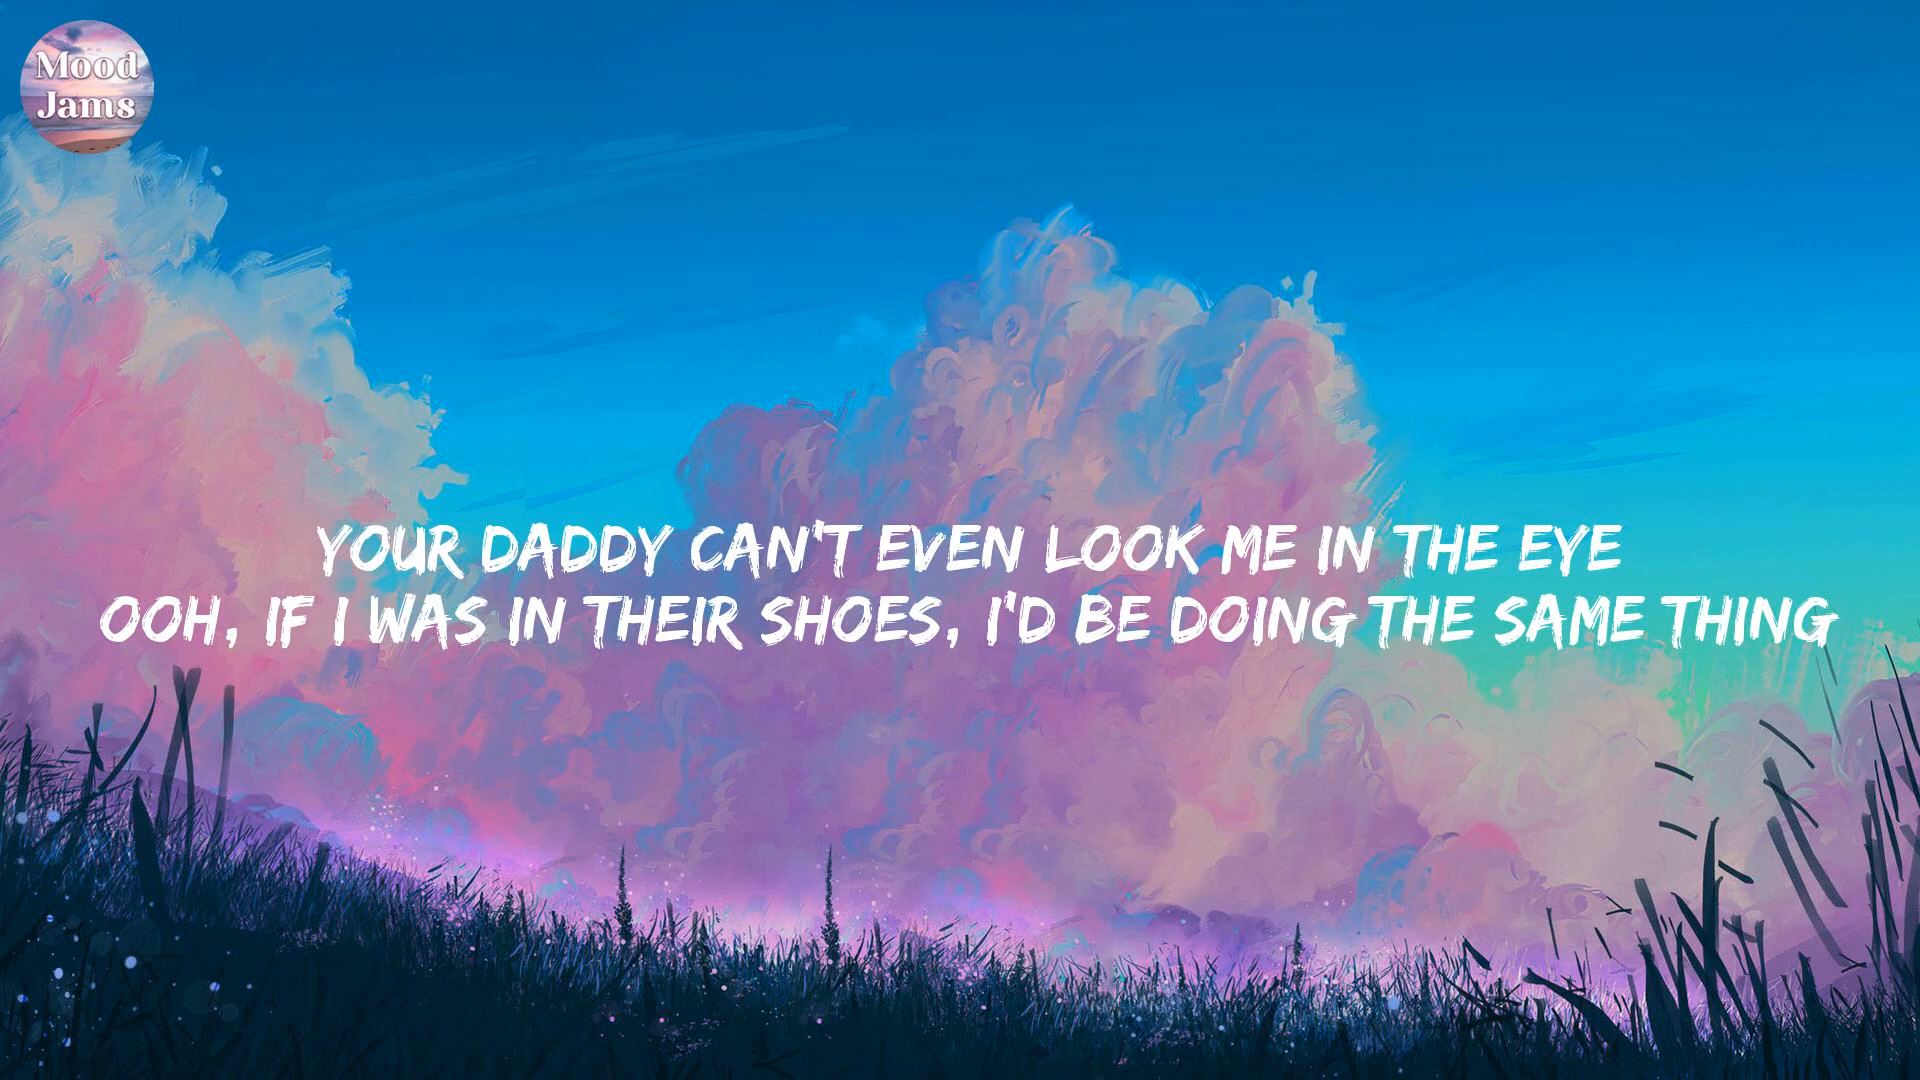 Mood
Jams
YOUR DADDY CAN'T EVEN LOOK ME IN THE EYE
OOH, IF I WAS IN THEIR SHOES, I'D BE DOING THE SAME THING